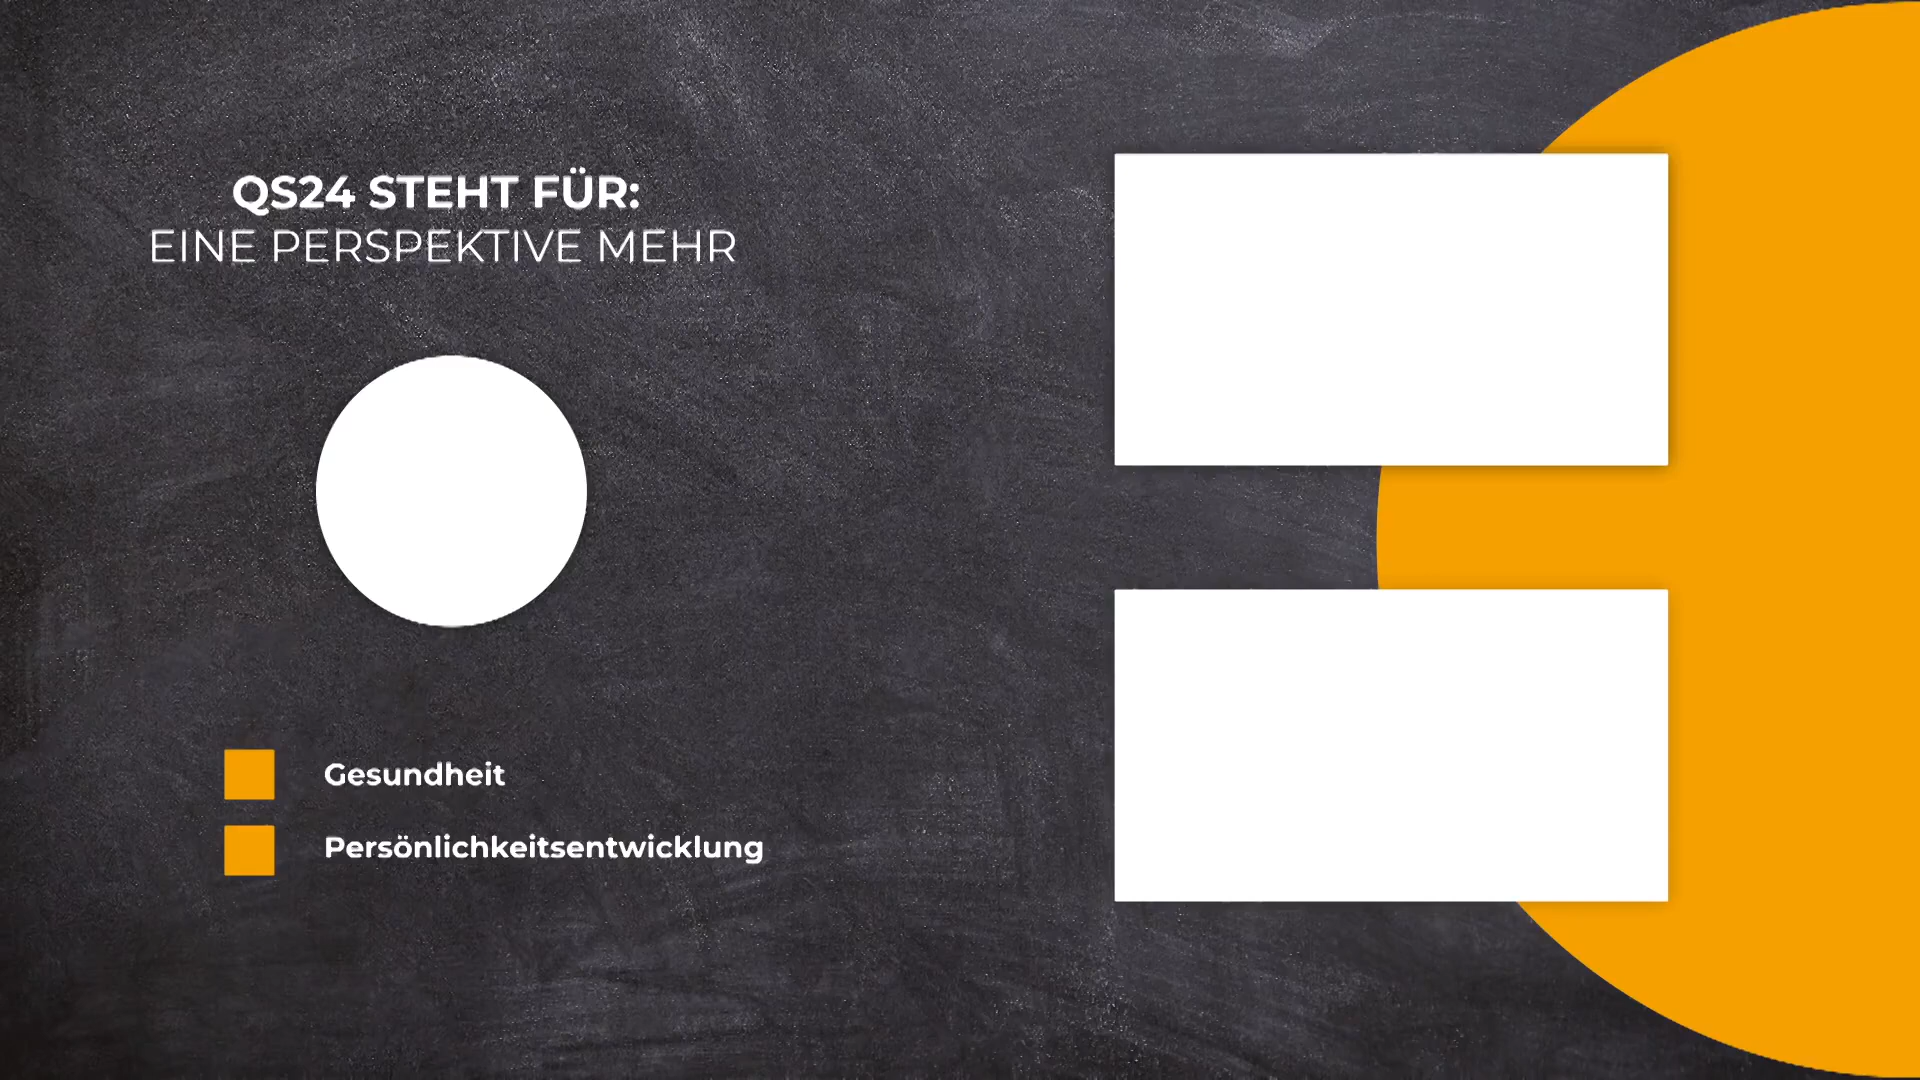 QS24 STEHT FÜR:
EINE PERSPEKTIVE MEHR
Gesundheit
Persönlichkeitsentwicklung